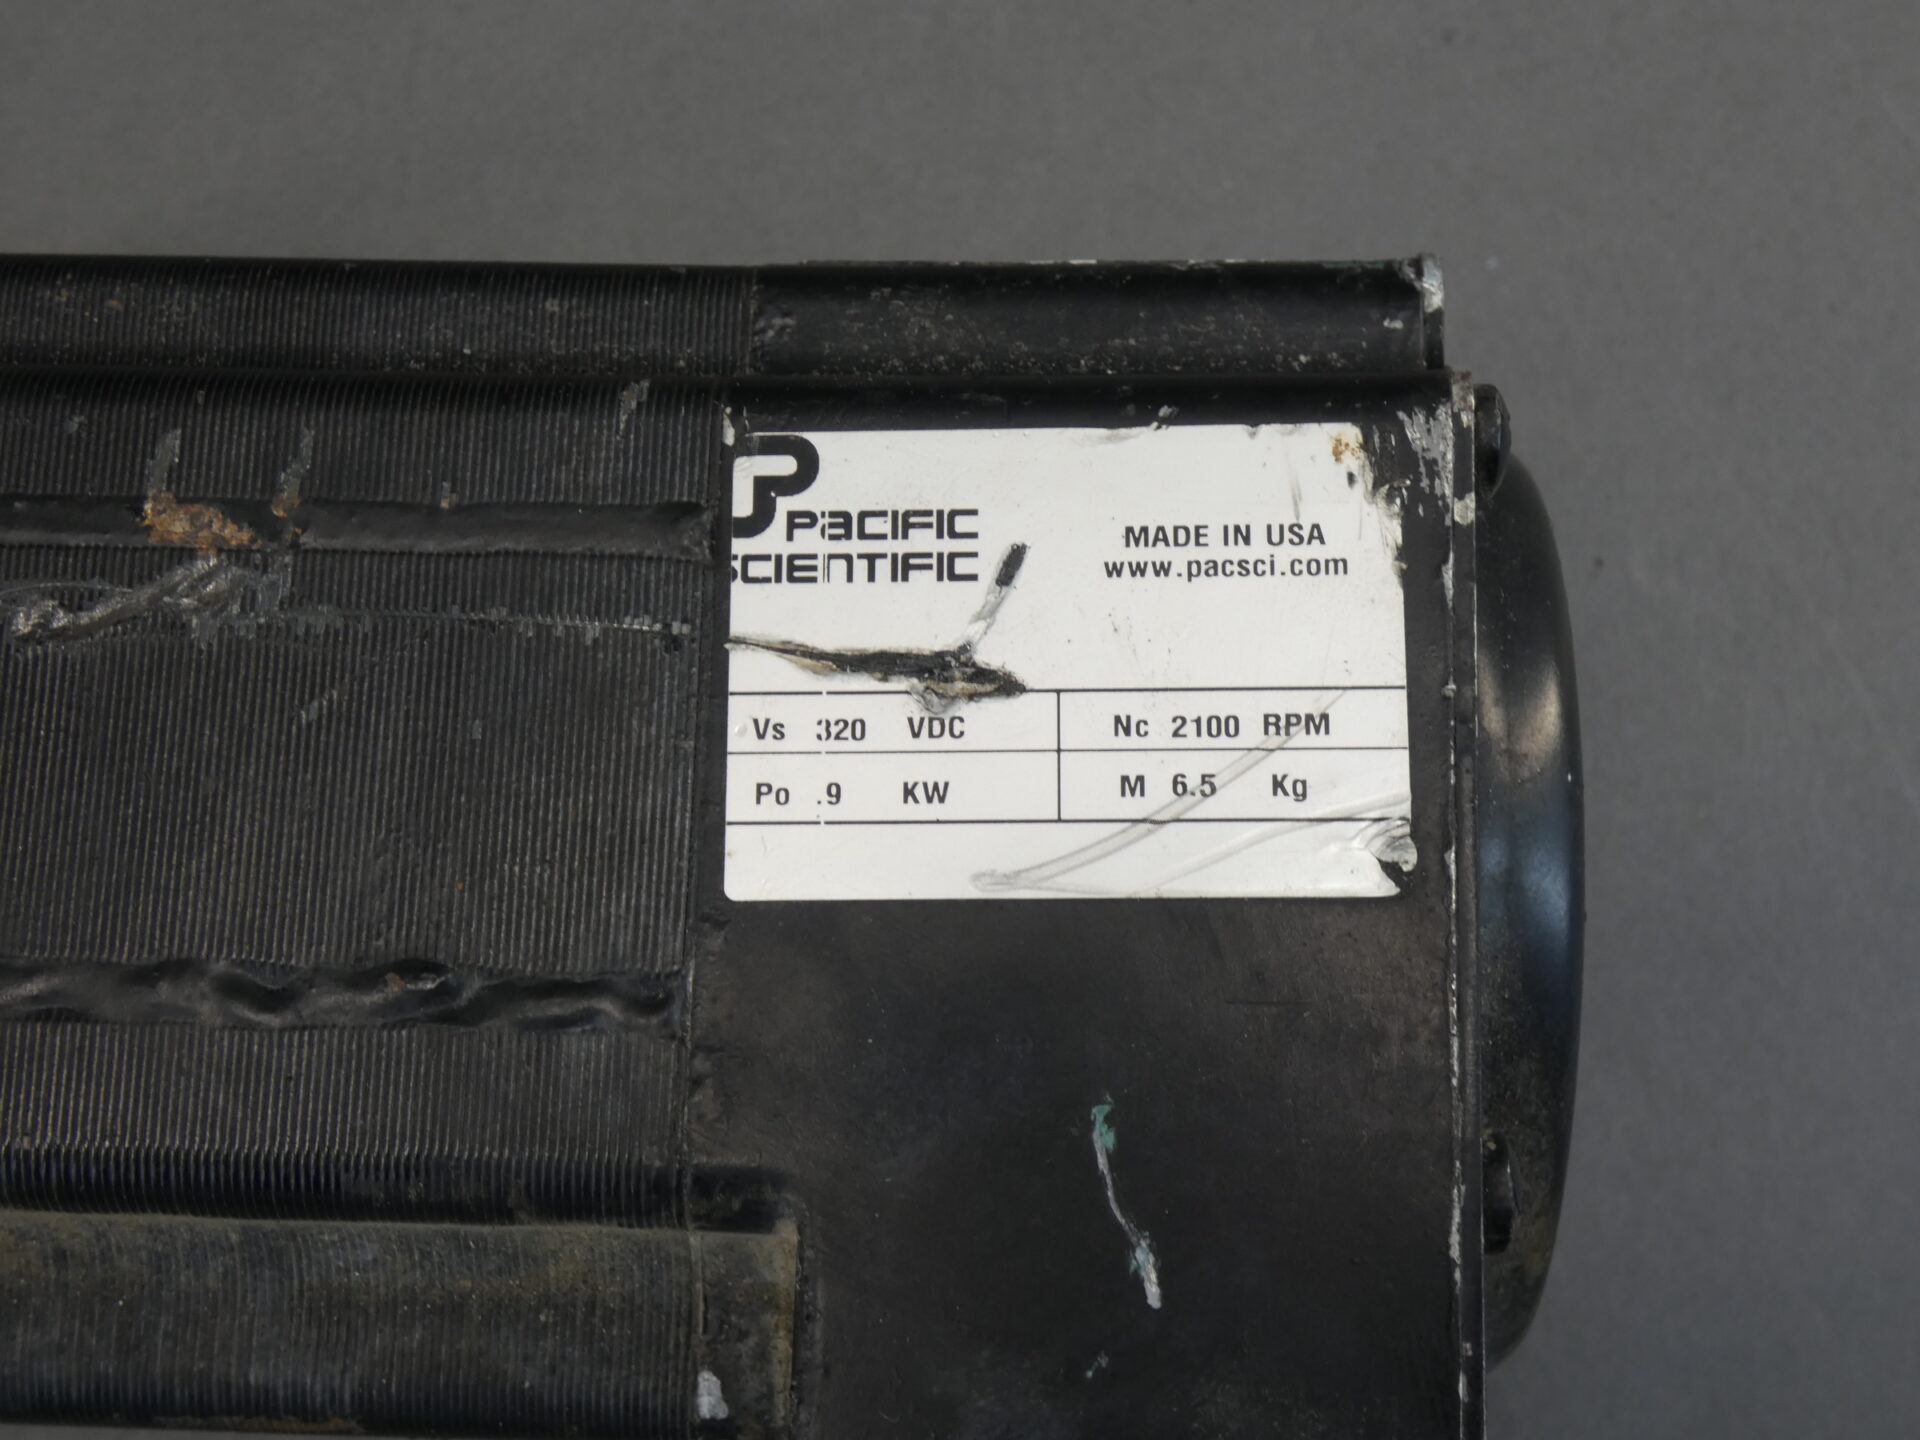 PACIFIC
SCIENTIFIC
MADE IN USA
www.pacsci.com
Vs 320 VDC
Nc 2100 RPM
Po .9 KW
M 6.5 Kg